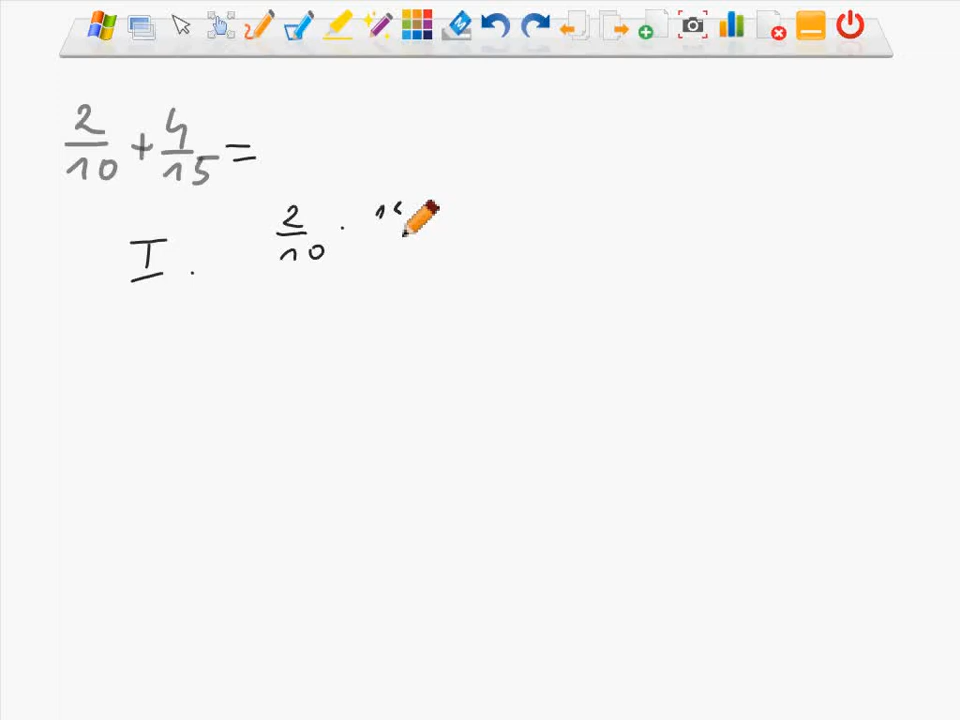 2/10 + 4/15 =
I. 2/10 ·